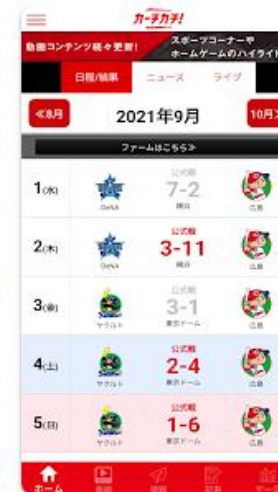 カーチカチ!
動画コンテンツ続々更新!
スポーツコーナーや
ホームゲームのハイライト
日程/結果 ニュース ライブ
≪8月 2021年9月 10月≫
ファームはこちら≫
公式戦
1(水) 7-2
DeNA 横浜 広島
公式戦
2(木) 3-11
DeNA 横浜 広島
公式戦
3(金) 3-1
ヤクルト 東京ドーム 広島
公式戦
4(土) 2-4
ヤクルト 東京ドーム 広島
公式戦
5(日) 1-6
ヤクルト 東京ドーム 広島
ホーム